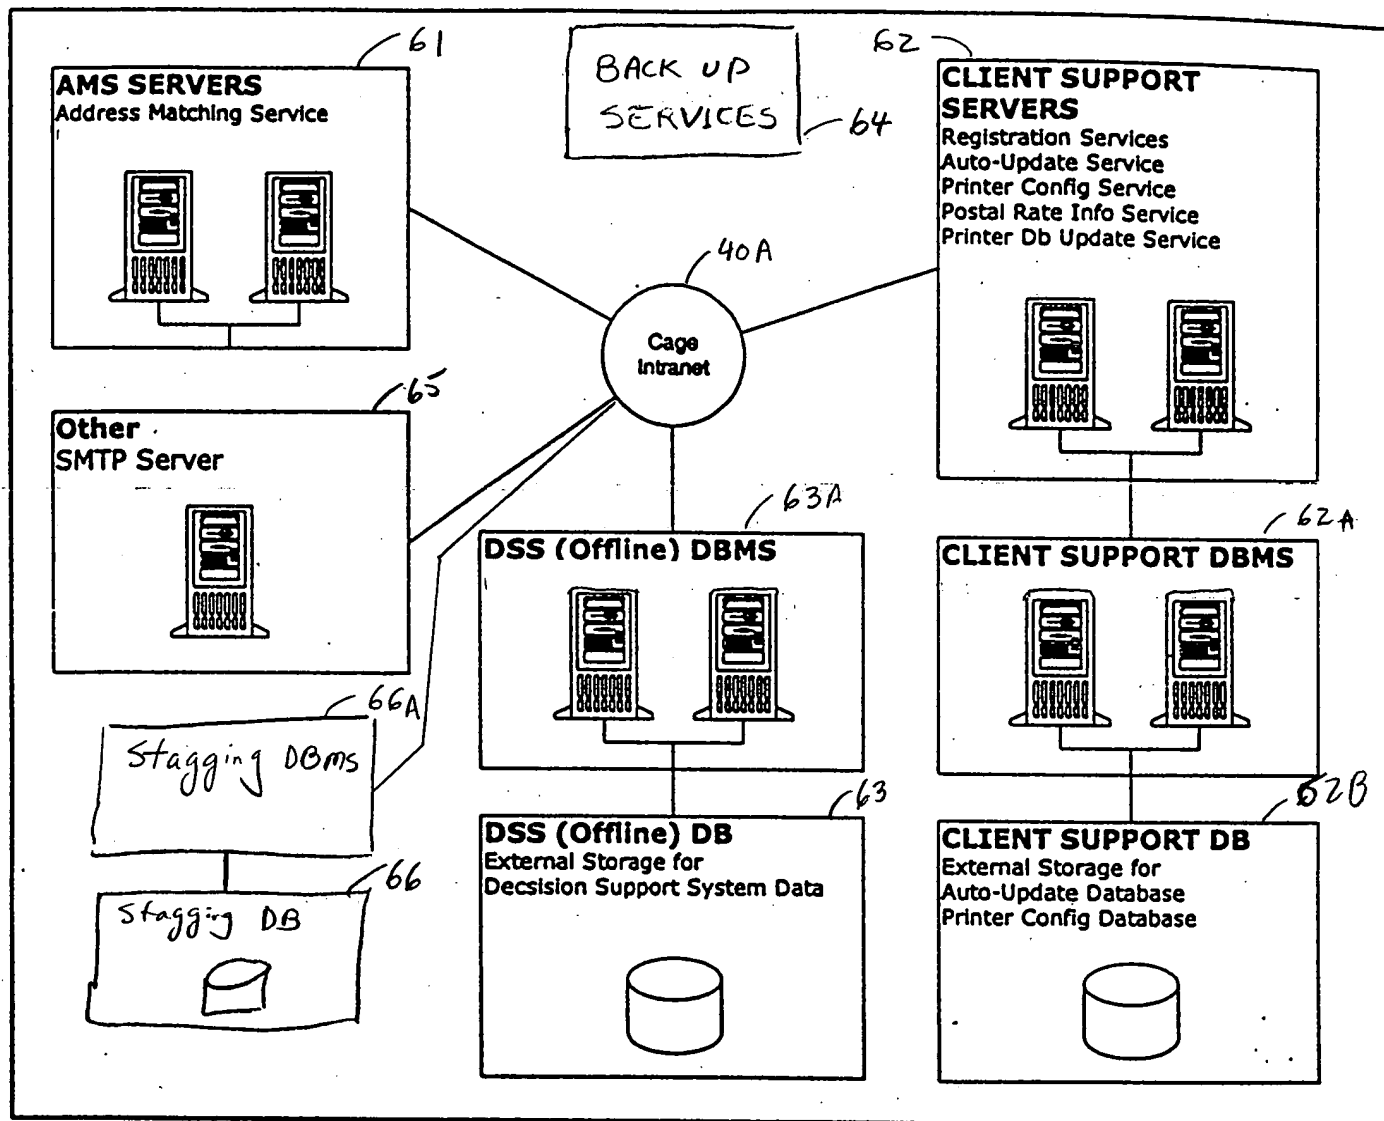 61
AMS SERVERS
Address Matching Service
BACK UP
SERVICES
64
62
CLIENT SUPPORT
SERVERS
Registration Services
Auto-Update Service
Printer Config Service
Postal Rate Info Service
Printer Db Update Service
40A
Cage
Intranet
65
Other
SMTP Server
63A
DSS (Offline) DBMS
62A
CLIENT SUPPORT DBMS
66A
Stagging DBMS
66
Stagging DB
63
DSS (Offline) DB
External Storage for
Decsision Support System Data
62B
CLIENT SUPPORT DB
External Storage for
Auto-Update Database
Printer Config Database